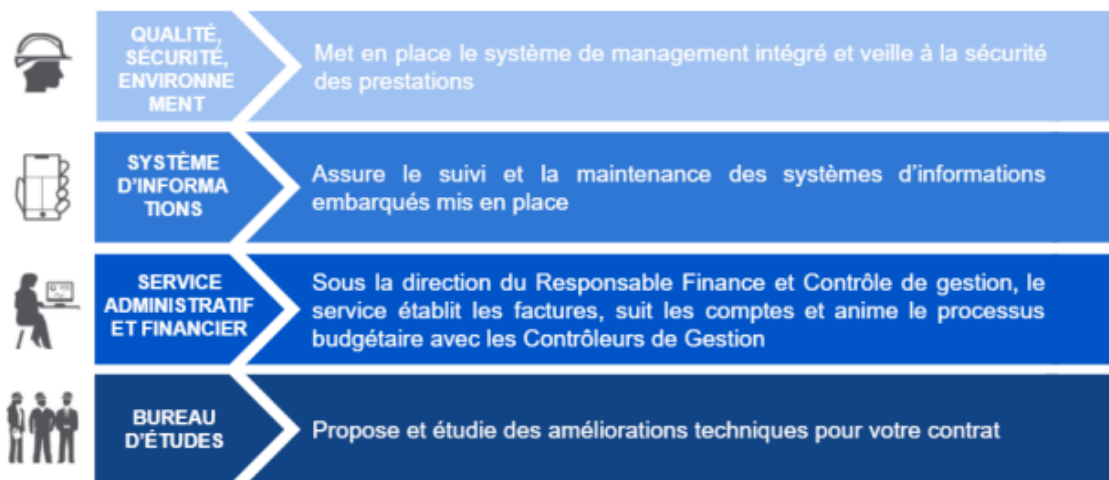 QUALITÉ,
SÉCURITÉ,
ENVIRONNE
MENT
Met en place le système de management intégré et veille à la sécurité
des prestations
SYSTÈME
D'INFORMA
TIONS
Assure le suivi et la maintenance des systèmes d'informations
embarqués mis en place
SERVICE
ADMINISTRATIF
ET FINANCIER
Sous la direction du Responsable Finance et Contrôle de gestion, le
service établit les factures, suit les comptes et anime le processus
budgétaire avec les Contrôleurs de Gestion
BUREAU
D'ÉTUDES
Propose et étudie des améliorations techniques pour votre contrat